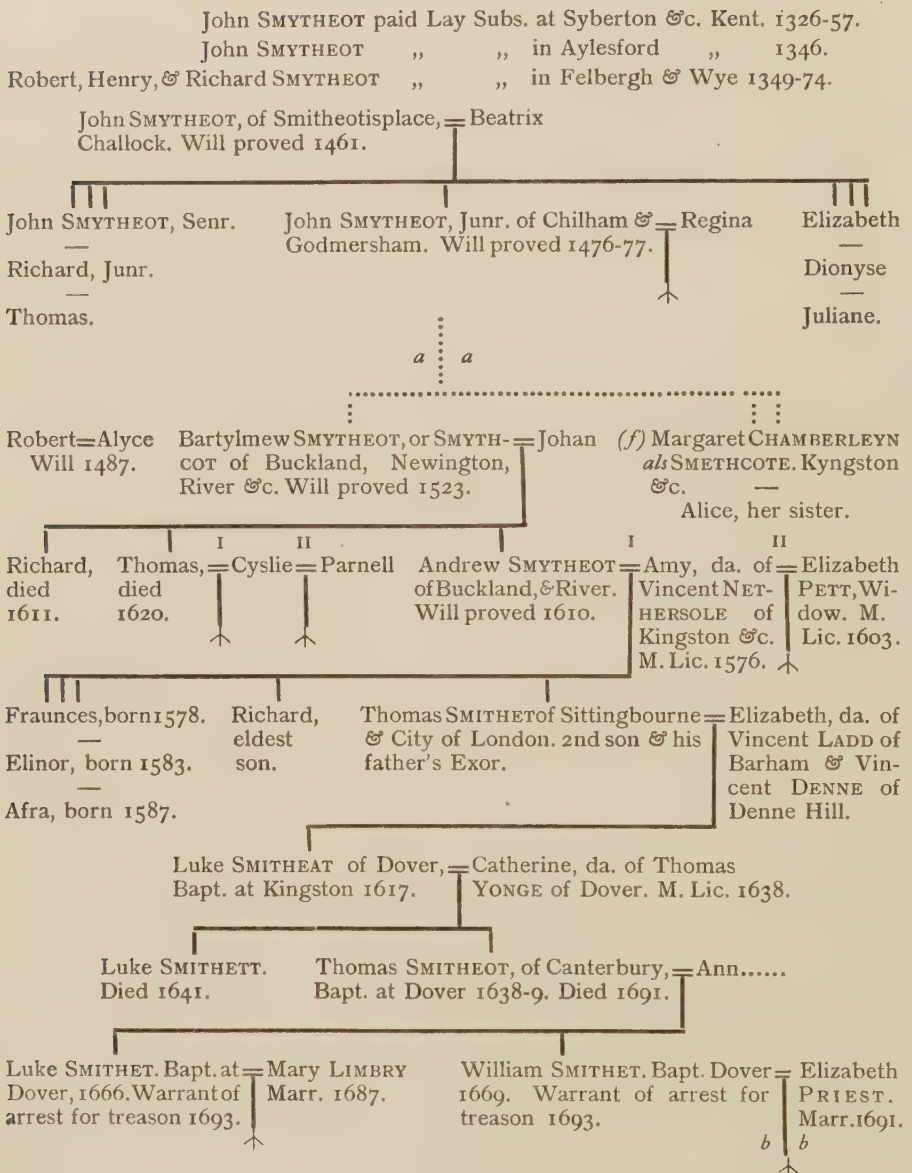 John SMYTHEOT paid Lay Subs. at Syberton &c. Kent. 1326-57.
John SMYTHEOT ,, ,, in Aylesford ,, 1346.
Robert, Henry, & Richard SMYTHEOT ,, ,, in Felbergh & Wye 1349-74.
John SMYTHEOT, of Smitheotisplace, = Beatrix
Challock. Will proved 1461.
John SMYTHEOT, Senr.
—
Richard, Junr.
—
Thomas.
John SMYTHEOT, Junr. of Chilham & = Regina
Godmersham. Will proved 1476-77.
Elizabeth
—
Dionyse
—
Juliane.
a a
Robert=Alyce
Will 1487.
Bartylmew SMYTHEOT, or SMYTH- = Johan
COT of Buckland, Newington,
River &c. Will proved 1523.
(f) Margaret CHAMBERLEYN
als SMETHCOTE. Kyngston
&c. —
Alice, her sister.
Richard,
died
1611.
I II
Thomas, = Cyslie = Parnell
died
1620.
I II
Andrew SMYTHEOT = Amy, da. of = Elizabeth
of Buckland, & River. Vincent NET- PETT, Wi-
Will proved 1610. HERSOLE of dow. M.
Kingston &c. Lic. 1603.
M. Lic. 1576.
Fraunces, born 1578.
—
Elinor, born 1583.
—
Afra, born 1587.
Richard,
eldest
son.
Thomas SMITHET of Sittingbourne = Elizabeth, da. of
& City of London. 2nd son & his Vincent LADD of
father's Exor. Barham & Vin-
cent DENNE of
Denne Hill.
Luke SMITHEAT of Dover, = Catherine, da. of Thomas
Bapt. at Kingston 1617. YONGE of Dover. M. Lic. 1638.
Luke SMITHETT.
Died 1641.
Thomas SMITHEOT, of Canterbury, = Ann......
Bapt. at Dover 1638-9. Died 1691.
Luke SMITHET. Bapt. at = Mary LIMBRY
Dover, 1666. Warrant of Marr. 1687.
arrest for treason 1693.
William SMITHET. Bapt. Dover = Elizabeth
1669. Warrant of arrest for PRIEST.
treason 1693. Marr. 1691.
b b